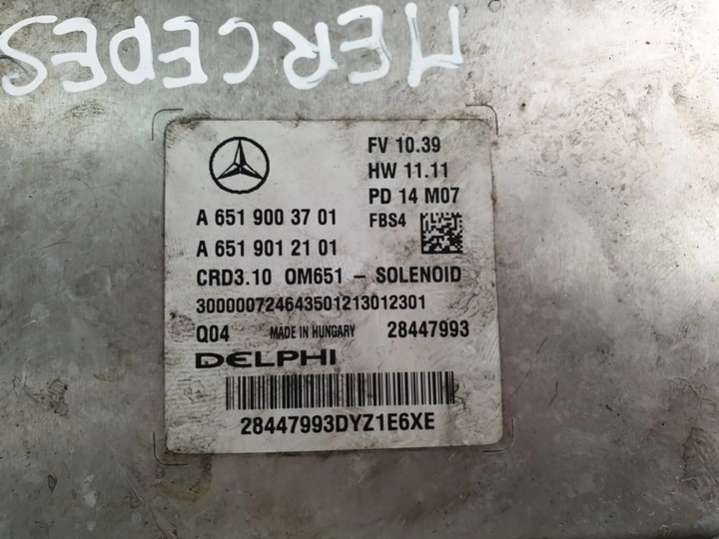 MERCEDES
FV 10.39
HW 11.11
PD 14 M07
FBS4
A 651 900 37 01
A 651 901 21 01
CRD3.10 OM651 – SOLENOID
300000724643501213012301
Q04 MADE IN HUNGARY 28447993
DELPHI
28447993DYZ1E6XE